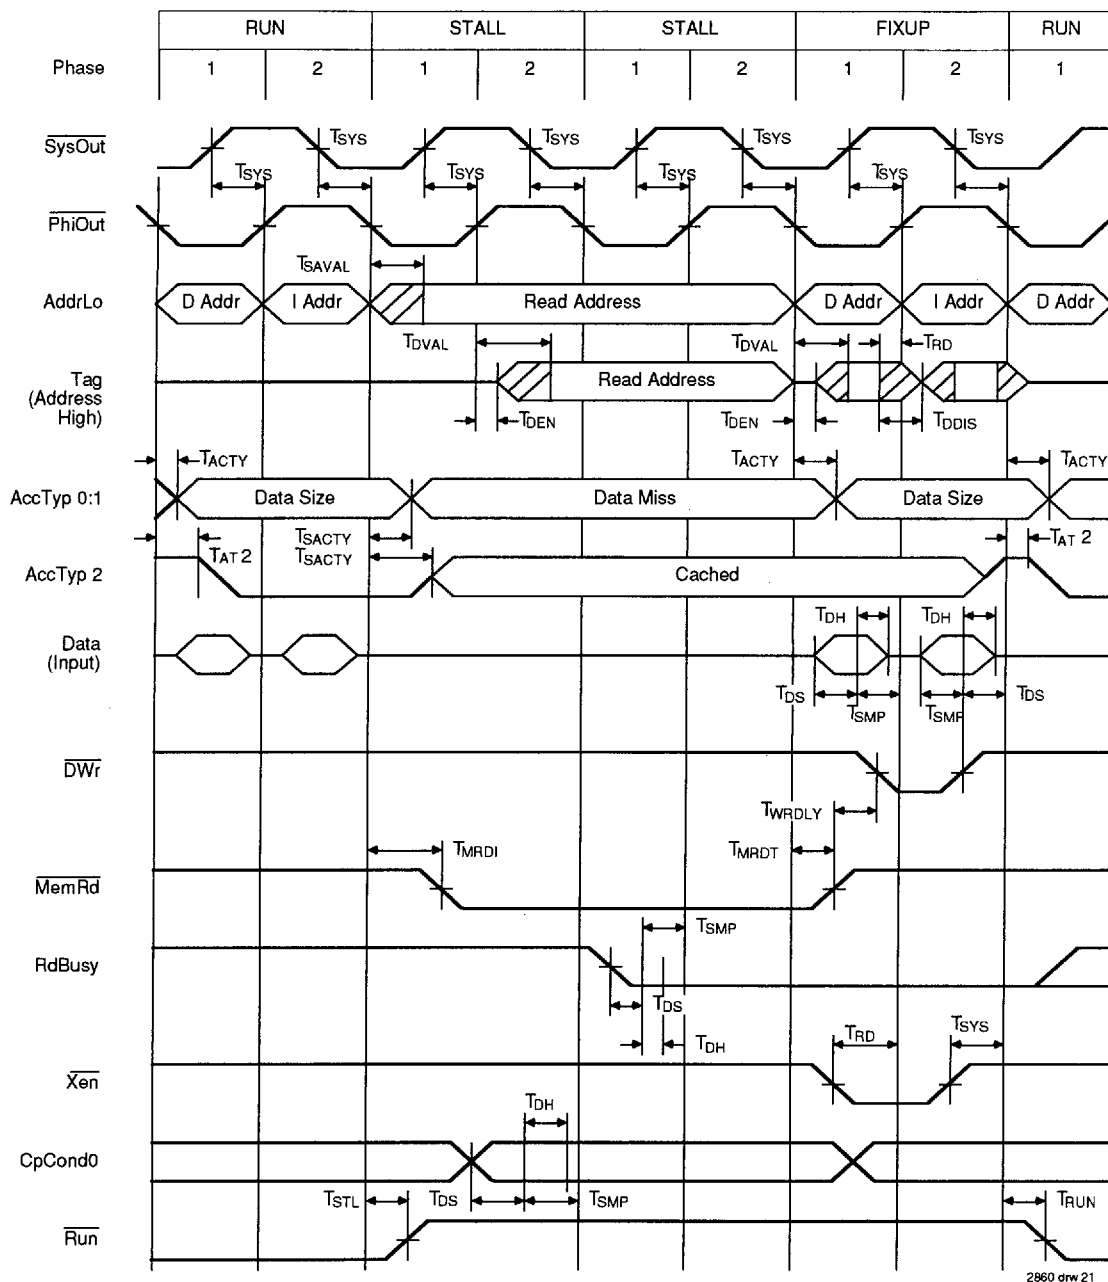 RUN STALL STALL FIXUP RUN
Phase 1 2 1 2 1 2 1 2 1
SysOut TSYS TSYS TSYS TSYS
TSYS TSYS TSYS TSYS
PhiOut
TSAVAL
AddrLo D Addr I Addr Read Address D Addr I Addr D Addr
TDVAL TDVAL TRD
Tag
(Address
High)
Read Address
TDEN TDEN TDDIS
TACTY TACTY TACTY
AccTyp 0:1 Data Size Data Miss Data Size
TSACTY
TAT 2 TSACTY TAT 2
AccTyp 2 Cached
TDH TDH
Data
(Input)
TDS TSMP TSMP TDS
DWr
TWRDLY
TMRDI TMRDT
MemRd
TSMP
RdBusy
TDS
TDH TRD TSYS
Xen
TDH
CpCond0
TSTL TDS TSMP TRUN
Run
2860 drw 21